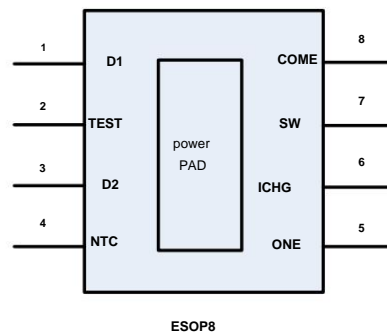 1 D1 COME 8
2 TEST SW 7
power
PAD
3 D2 ICHG 6
4 NTC ONE 5
ESOP8